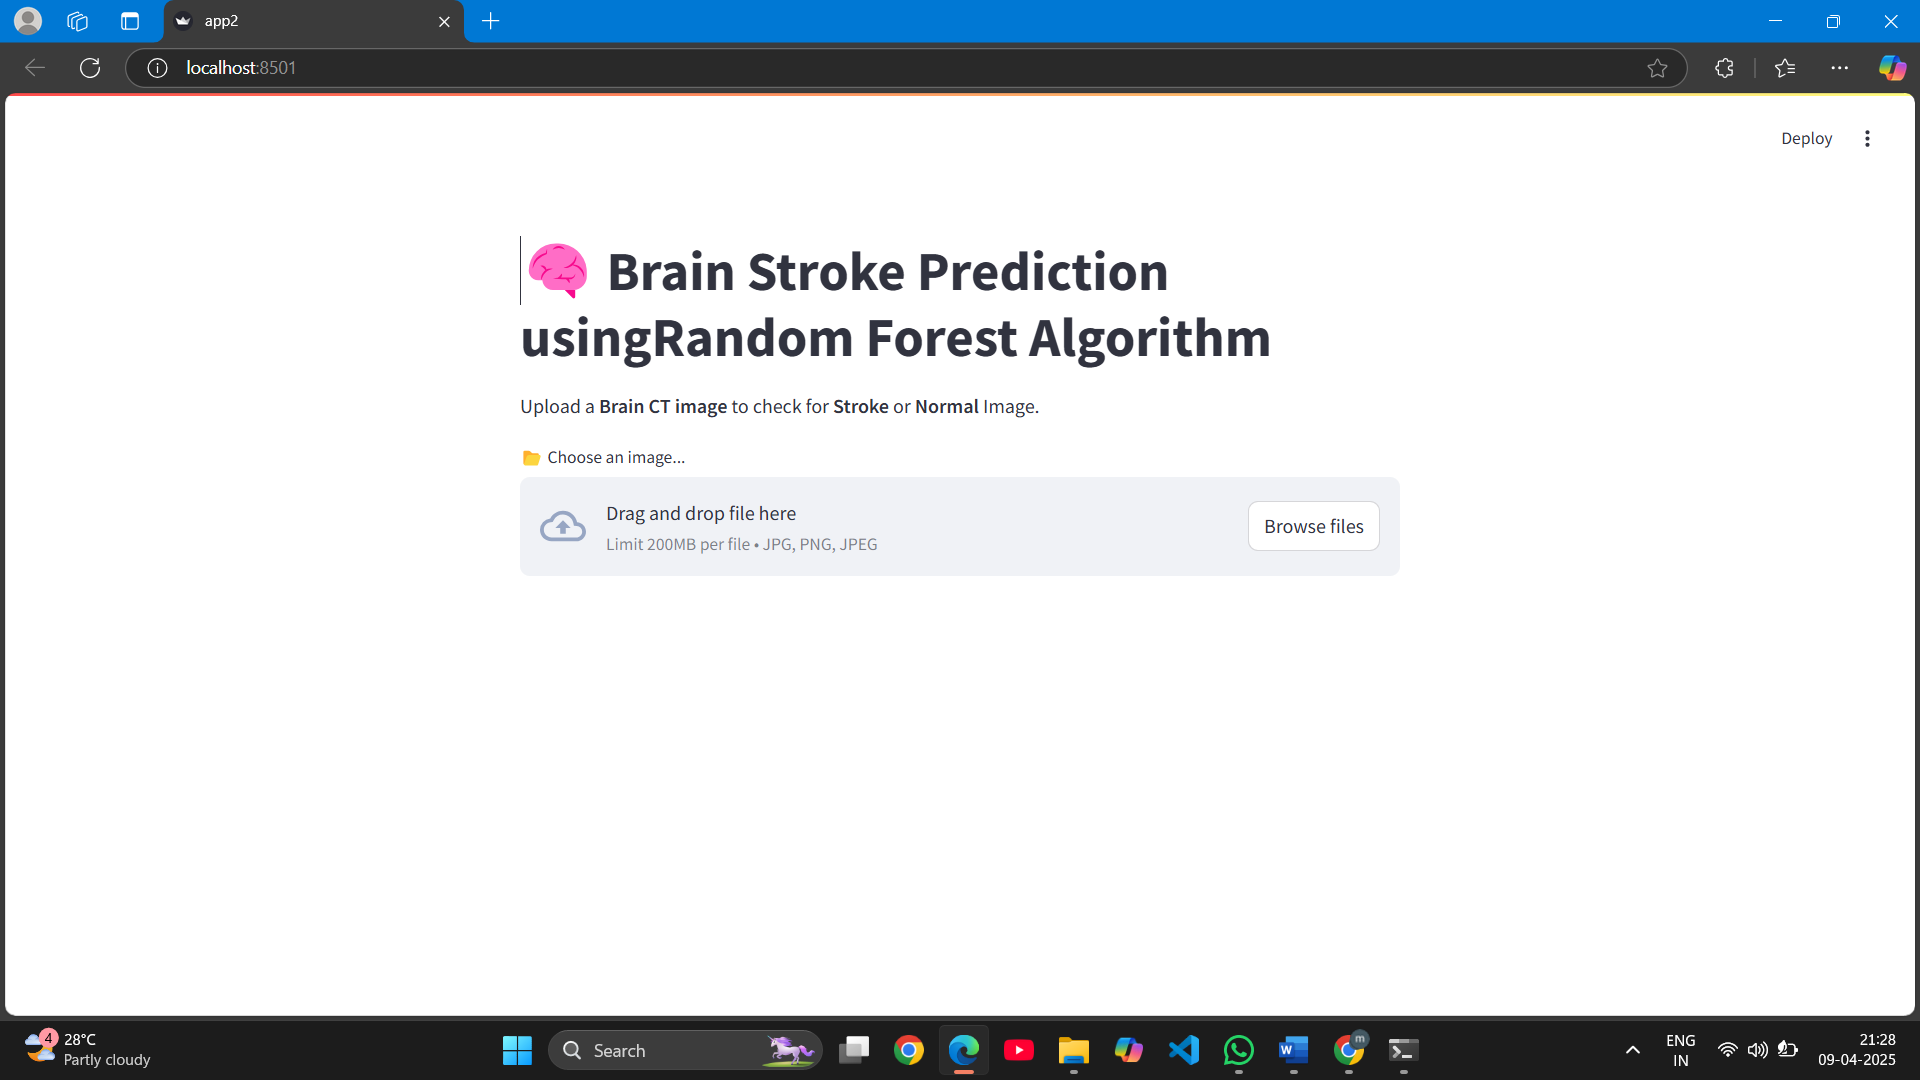 app2
localhost:8501
Deploy
🧠 Brain Stroke Prediction
usingRandom Forest Algorithm
Upload a Brain CT image to check for Stroke or Normal Image.
📂 Choose an image...
Drag and drop file here
Limit 200MB per file • JPG, PNG, JPEG
Browse files
4
28°C
Partly cloudy
Search
W
m
ENG
IN
21:28
09-04-2025